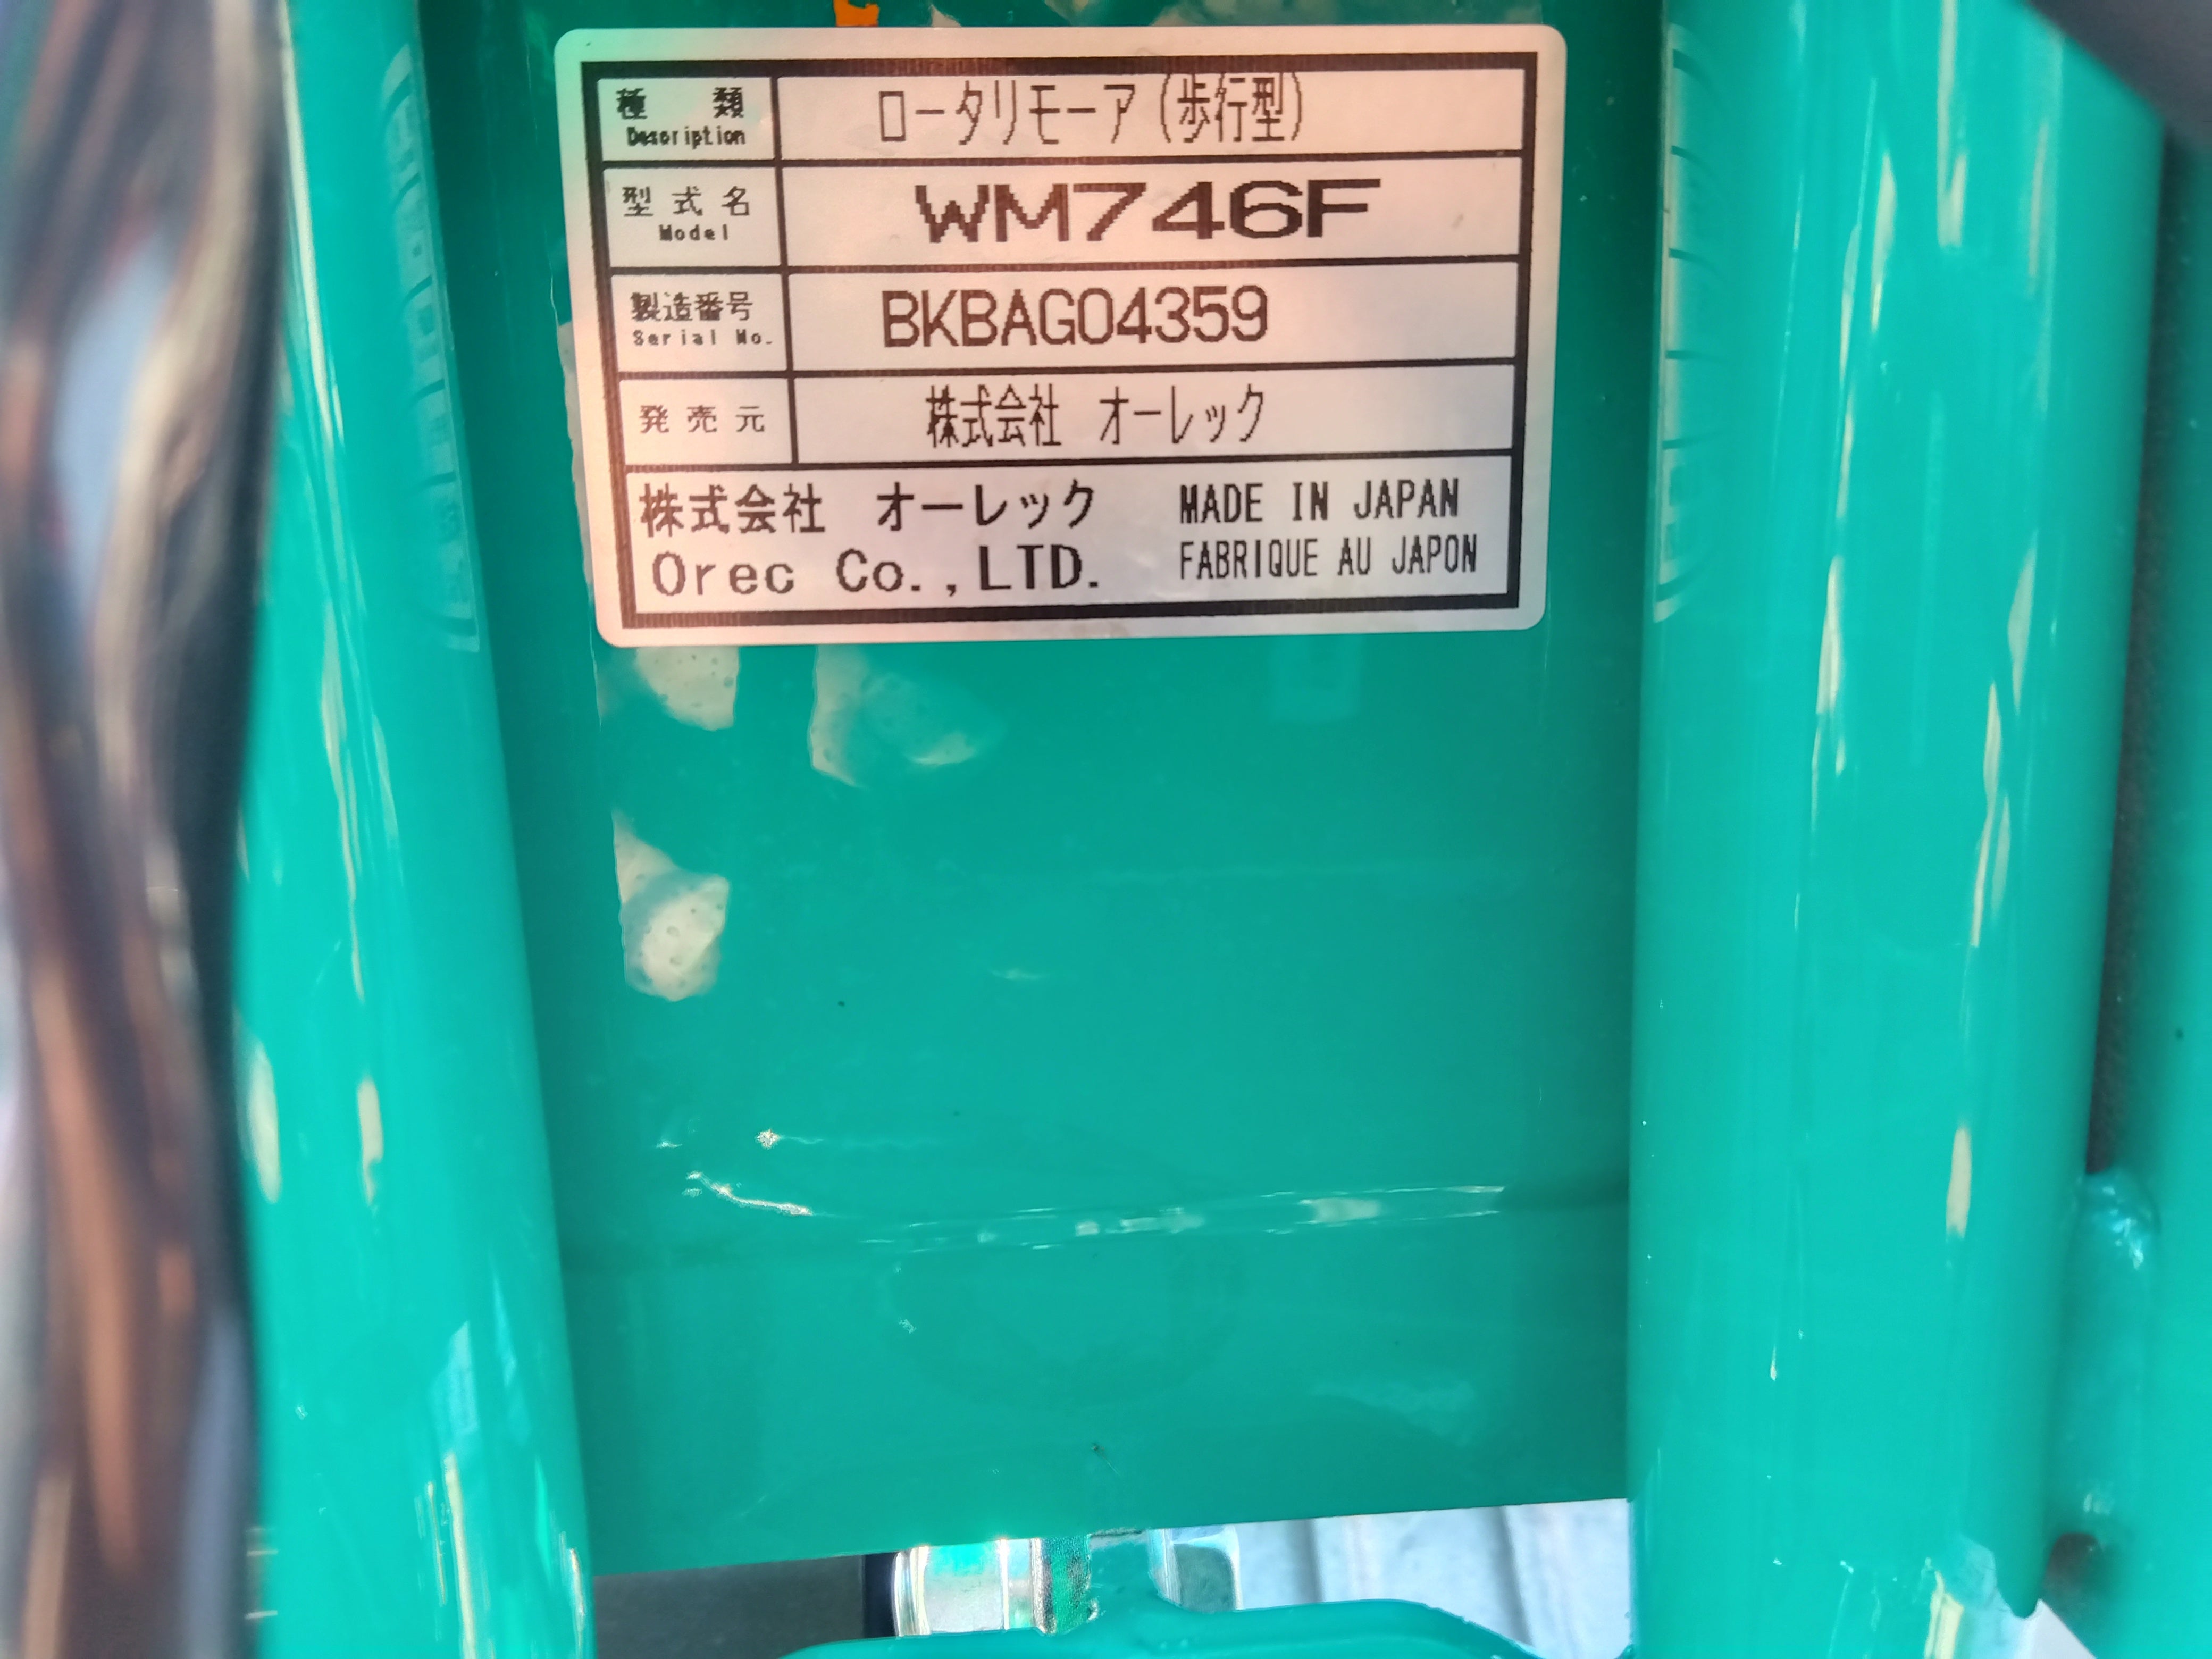 種 類 ロータリモーア(歩行型)
Description
型式名 WM746F
Model
製造番号 BKBAG04359
Serial No.
発売元 株式会社 オーレック
株式会社 オーレック MADE IN JAPAN
Orec Co.,LTD. FABRIQUE AU JAPON